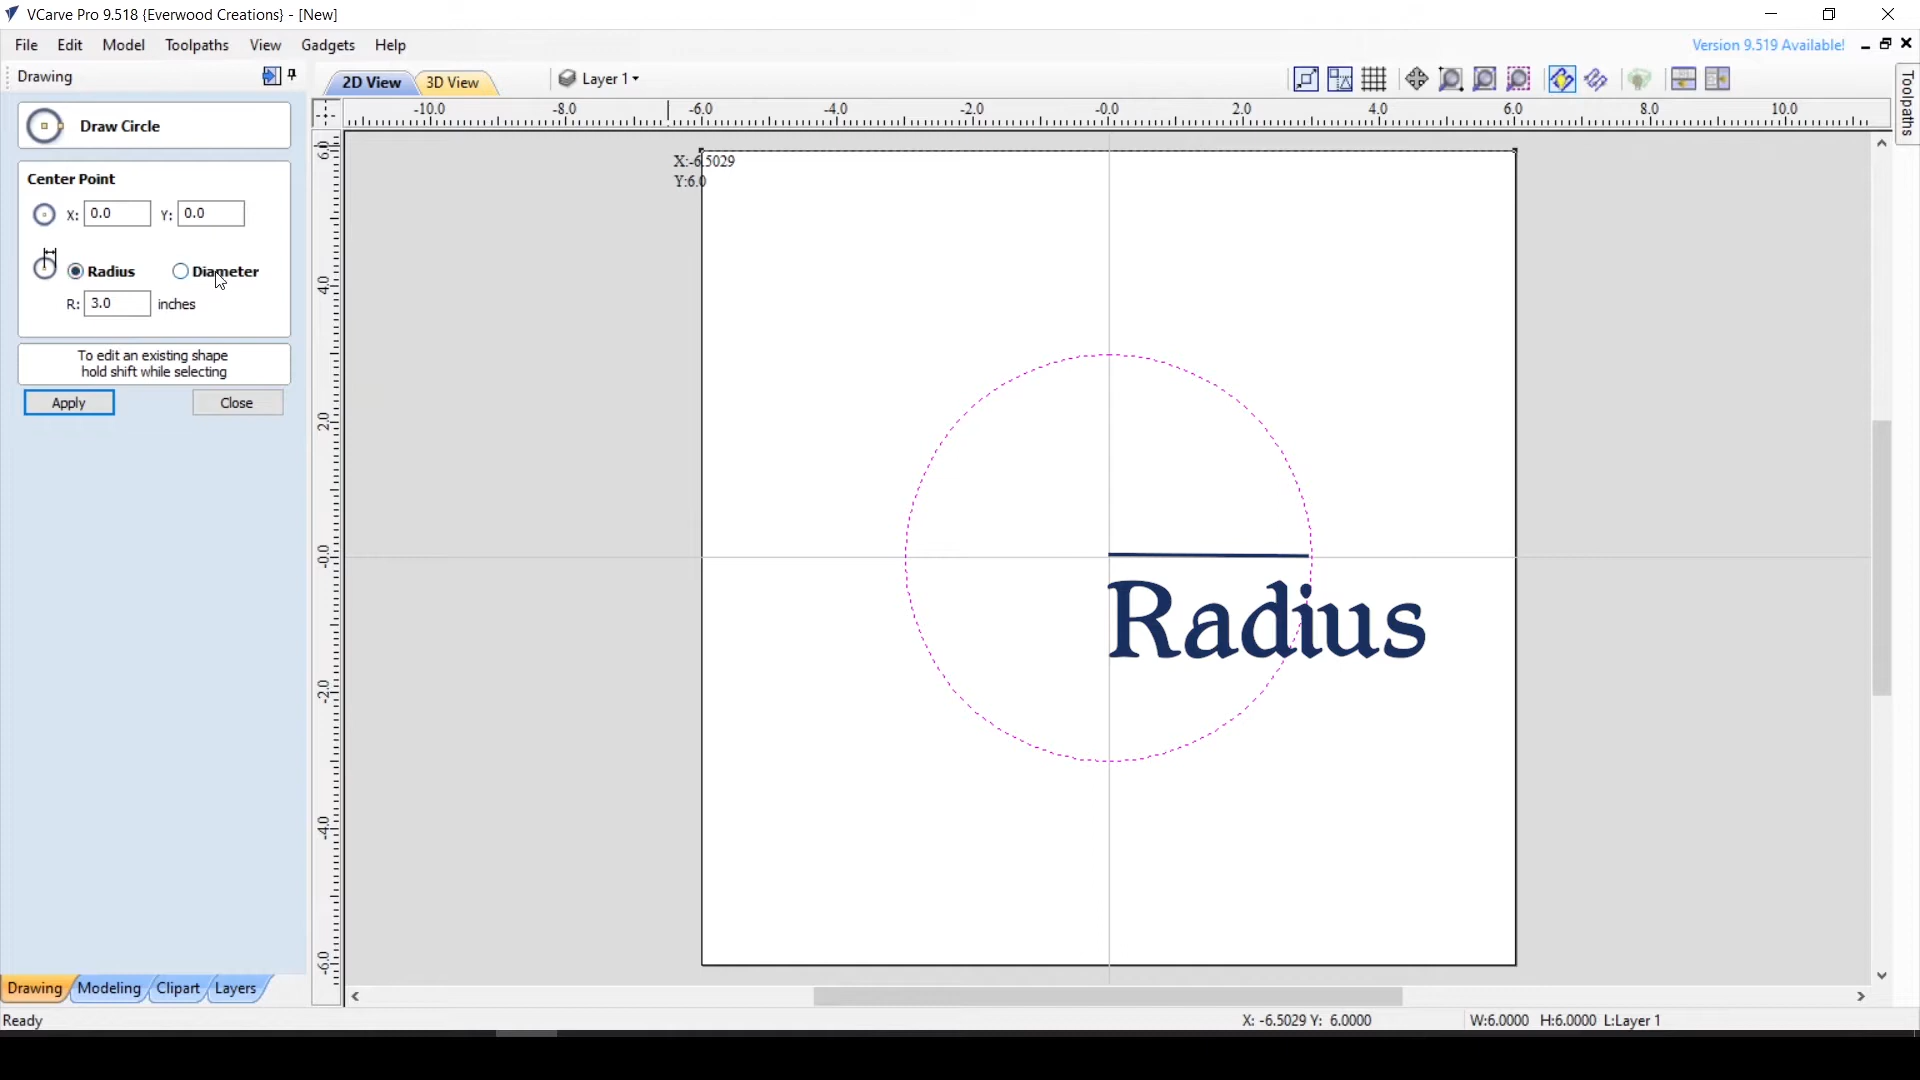 VCarve Pro 9.518 {Everwood Creations} - [New]
File Edit Model Toolpaths View Gadgets Help
Version 9.519 Available!
Drawing
2D View 3D View Layer 1
Toolpaths
-10.0 -8.0 -6.0 -4.0 -2.0 -0.0 2.0 4.0 6.0 8.0 10.0
Draw Circle
Center Point
X: 0.0 Y: 0.0
Radius Diameter
R: 3.0 inches
To edit an existing shape
hold shift while selecting
Apply Close
6.0
4.0
2.0
-0.0
-2.0
-4.0
-6.0
X:-6.5029
Y:6.0
Radius
Drawing Modeling Clipart Layers
Ready
X: -6.5029 Y: 6.0000
W:6.0000 H:6.0000 L:Layer 1